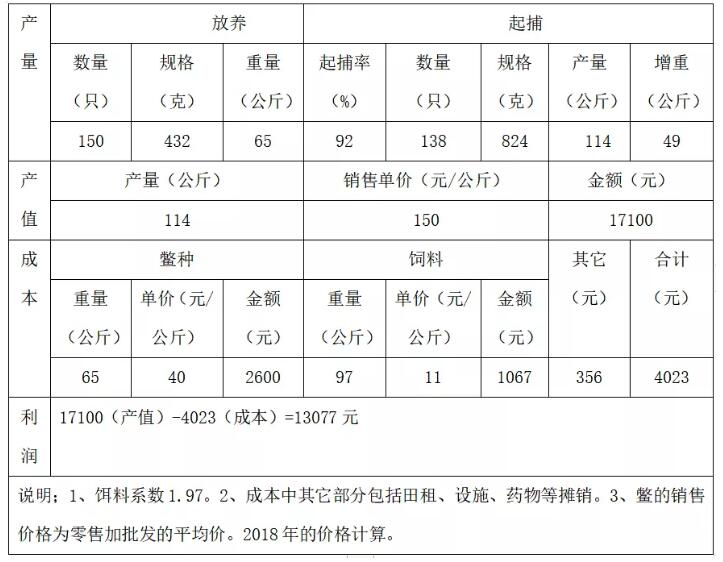 产量
放养 起捕
数量（只） 规格（克） 重量（公斤） 起捕率（%） 数量（只） 规格（克） 产量（公斤） 增重（公斤）
150 432 65 92 138 824 114 49
产值
产量（公斤） 销售单价（元/公斤） 金额（元）
114 150 17100
成本
鳖种 饲料 其它（元） 合计（元）
重量（公斤） 单价（元/公斤） 金额（元） 重量（公斤） 单价（元/公斤） 金额（元）
65 40 2600 97 11 1067 356 4023
利润
17100（产值）-4023（成本）=13077 元
说明；1、饵料系数 1.97。2、成本中其它部分包括田租、设施、药物等摊销。3、鳖的销售
价格为零售加批发的平均价。2018 年的价格计算。